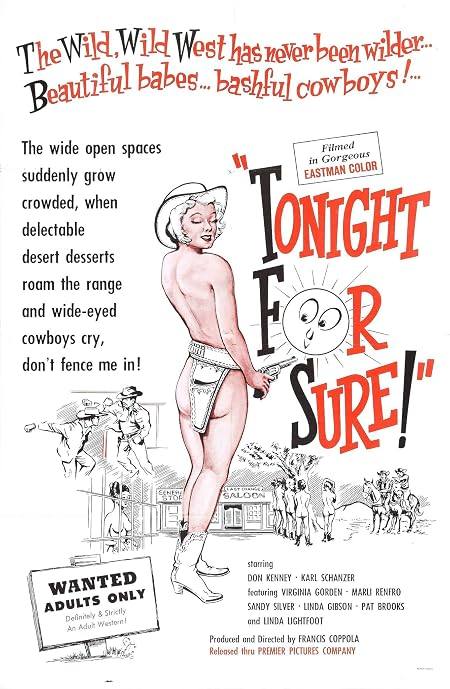 The Wild, Wild West has never been wilder...
Beautiful babes... bashful cowboys!...
The wide open spaces
suddenly grow
crowded, when
delectable
desert desserts
roam the range
and wide-eyed
cowboys cry,
don't fence me in!
Filmed
in Gorgeous
EASTMAN COLOR
"TONIGHT
FOR
SURE!"
GENERAL
STORE
LAST CHANCE
SALOON
WANTED
ADULTS ONLY
Definitely & Strictly
An Adult Western!
starring
DON KENNEY · KARL SCHANZER
featuring VIRGINIA GORDEN · MARLI RENFRO
SANDY SILVER · LINDA GIBSON · PAT BROOKS
and LINDA LIGHTFOOT
Produced and Directed by FRANCIS COPPOLA
Released thru PREMIER PICTURES COMPANY